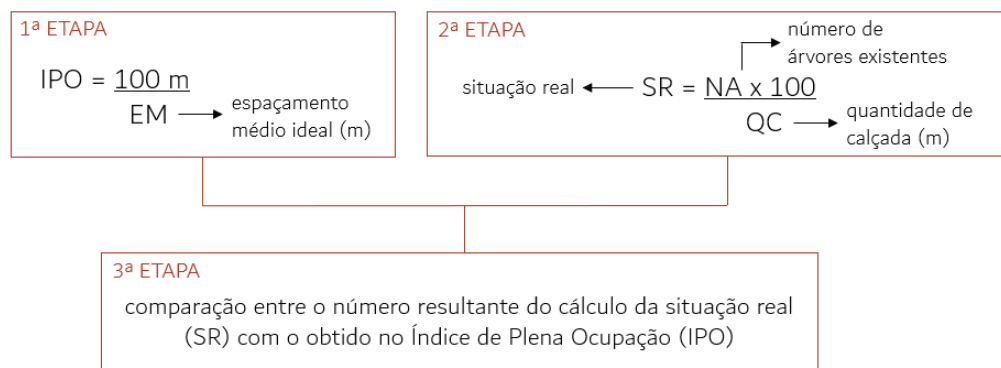 1ª ETAPA
IPO = 100 m
EM
espaçamento
médio ideal (m)
2ª ETAPA
número de
árvores existentes
situação real
SR = NA x 100
QC
quantidade de
calçada (m)
3ª ETAPA
comparação entre o número resultante do cálculo da situação real
(SR) com o obtido no Índice de Plena Ocupação (IPO)